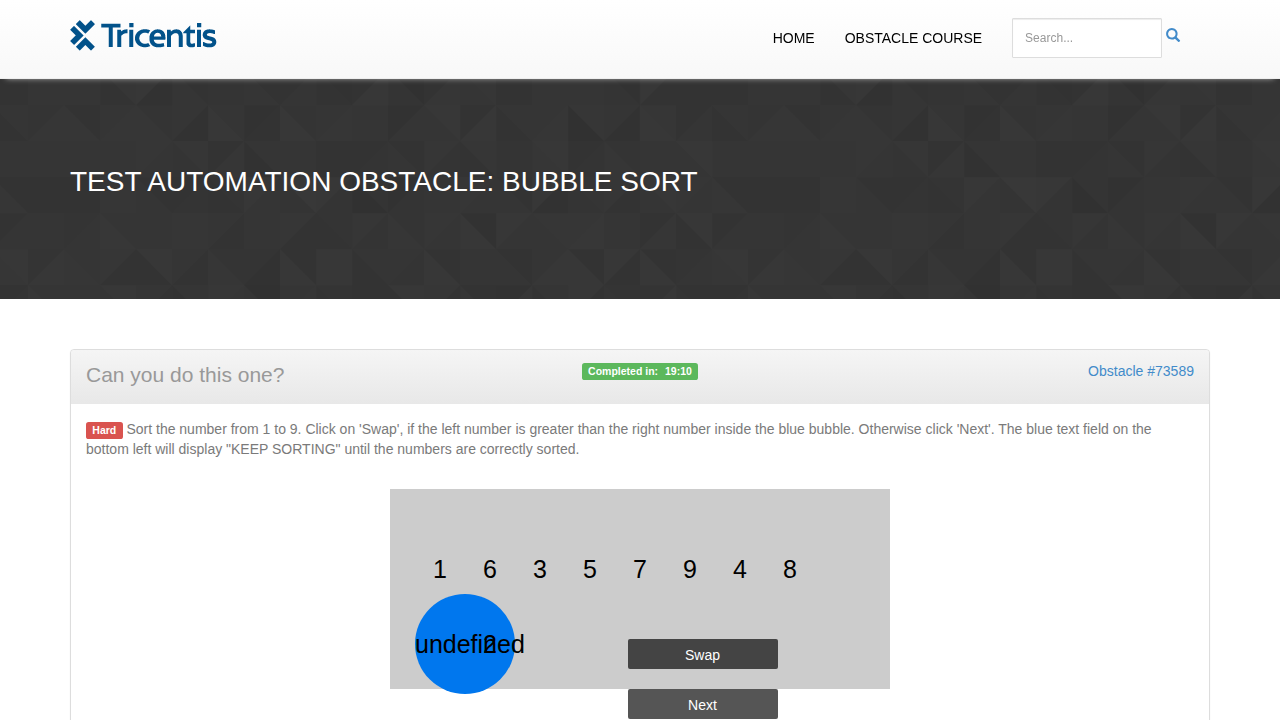 Tricentis
HOME
OBSTACLE COURSE
Search...
TEST AUTOMATION OBSTACLE: BUBBLE SORT
Can you do this one?
Completed in: 19:10
Obstacle #73589
Hard Sort the number from 1 to 9. Click on 'Swap', if the left number is greater than the right number inside the blue bubble. Otherwise click 'Next'. The blue text field on the
bottom left will display "KEEP SORTING" until the numbers are correctly sorted.
1 6 3 5 7 9 4 8
undefined
2
Swap
Next